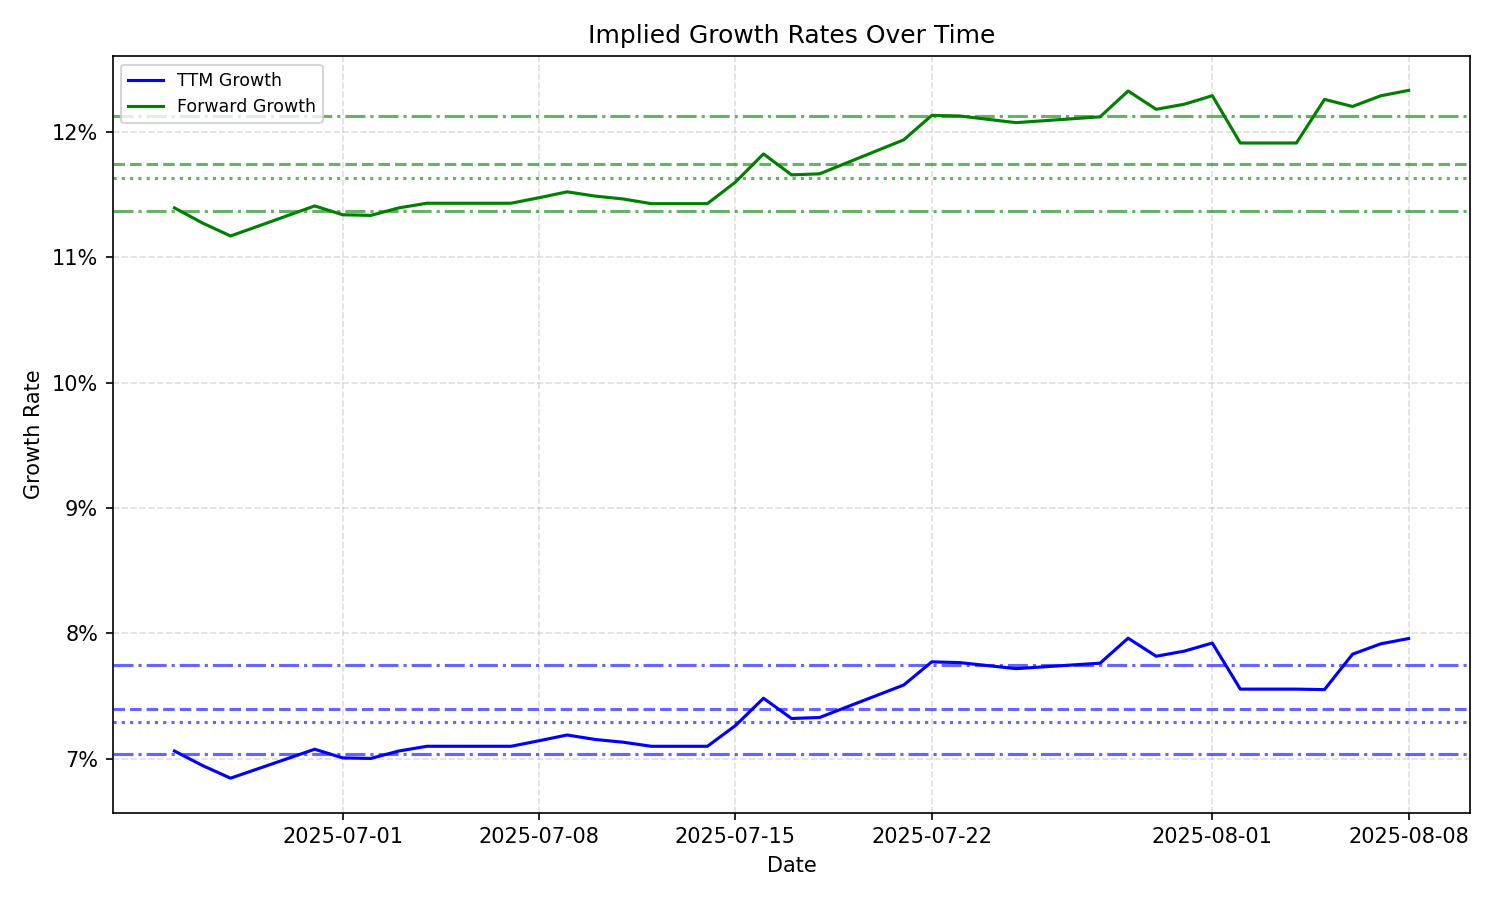 Implied Growth Rates Over Time
TTM Growth
Forward Growth
12%
11%
10%
9%
8%
7%
Growth Rate
2025-07-01
2025-07-08
2025-07-15
2025-07-22
2025-08-01
2025-08-08
Date